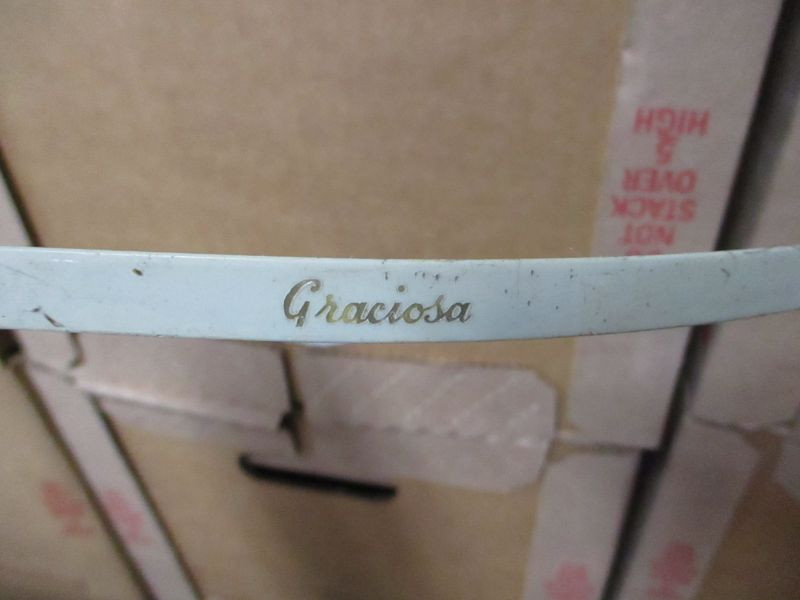 Graciosa
NOT
STACK
OVER
5
HIGH